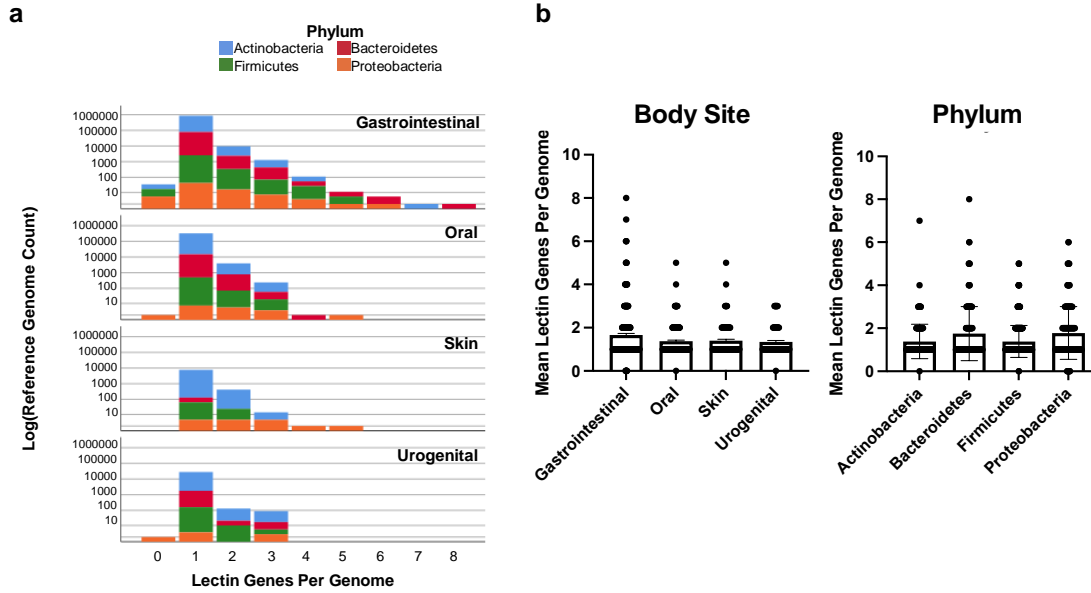 a
Phylum
Actinobacteria Bacteroidetes
Firmicutes Proteobacteria
Log(Reference Genome Count)
1000000
100000
10000
1000
100
10
Gastrointestinal
1000000
100000
10000
1000
100
10
Oral
1000000
100000
10000
1000
100
10
Skin
1000000
100000
10000
1000
100
10
Urogenital
0 1 2 3 4 5 6 7 8
Lectin Genes Per Genome
b
Body Site
Mean Lectin Genes Per Genome
10
8
6
4
2
0
Gastrointestinal
Oral
Skin
Urogenital
Phylum
Mean Lectin Genes Per Genome
10
8
6
4
2
0
Actinobacteria
Bacteroidetes
Firmicutes
Proteobacteria